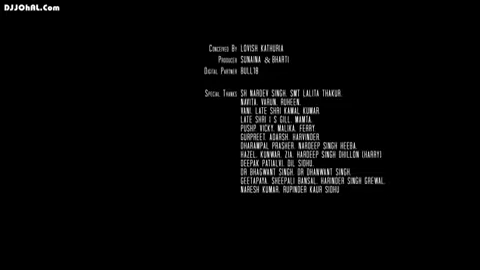 DJJOhAL.Com
CONCEIVED BY LOVISH KATHURIA
PRODUCER SUNAINA & BHARTI
DIGITAL PARTNER BULL18
SPECIAL THANKS SH NARDEV SINGH. SMT LALITA THAKUR.
NAVITA. VARUN. RUHEEN.
VANI. LATE SHRI KAMAL KUMAR.
LATE SHRI I S GILL. MAMTA.
PUSHP. VICKY. MALIKA. FERRY.
GURPREET. ADARSH. HARVINDER.
DHARAMPAL PRASHER. NARDEEP SINGH HEEBA.
HAZEL. KUNWAR. ZIA. HARDEEP SINGH DHILLON (HARRY)
DEEPAK PATIALVI. DIL SIDHU.
DR BHAGWANT SINGH. DR DHANWANT SINGH.
GEETAPAYA. SHEEPALI BANSAL. HARINDER SINGH GREWAL.
NARESH KUMAR. RUPINDER KAUR SIDHU